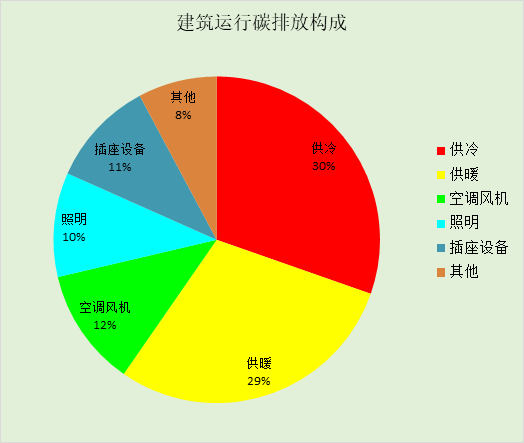 建筑运行碳排放构成
供冷
30%
供暖
29%
空调风机
12%
照明
10%
插座设备
11%
其他
8%
供冷
供暖
空调风机
照明
插座设备
其他